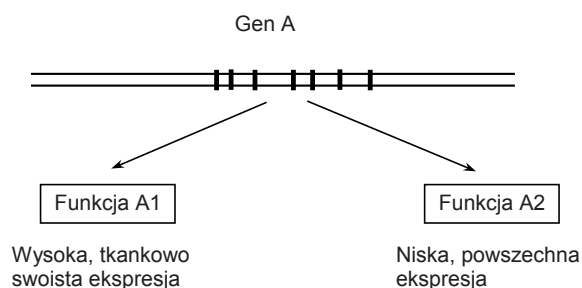 Gen A
Funkcja A1
Funkcja A2
Wysoka, tkankowo
swoista ekspresja
Niska, powszechna
ekspresja